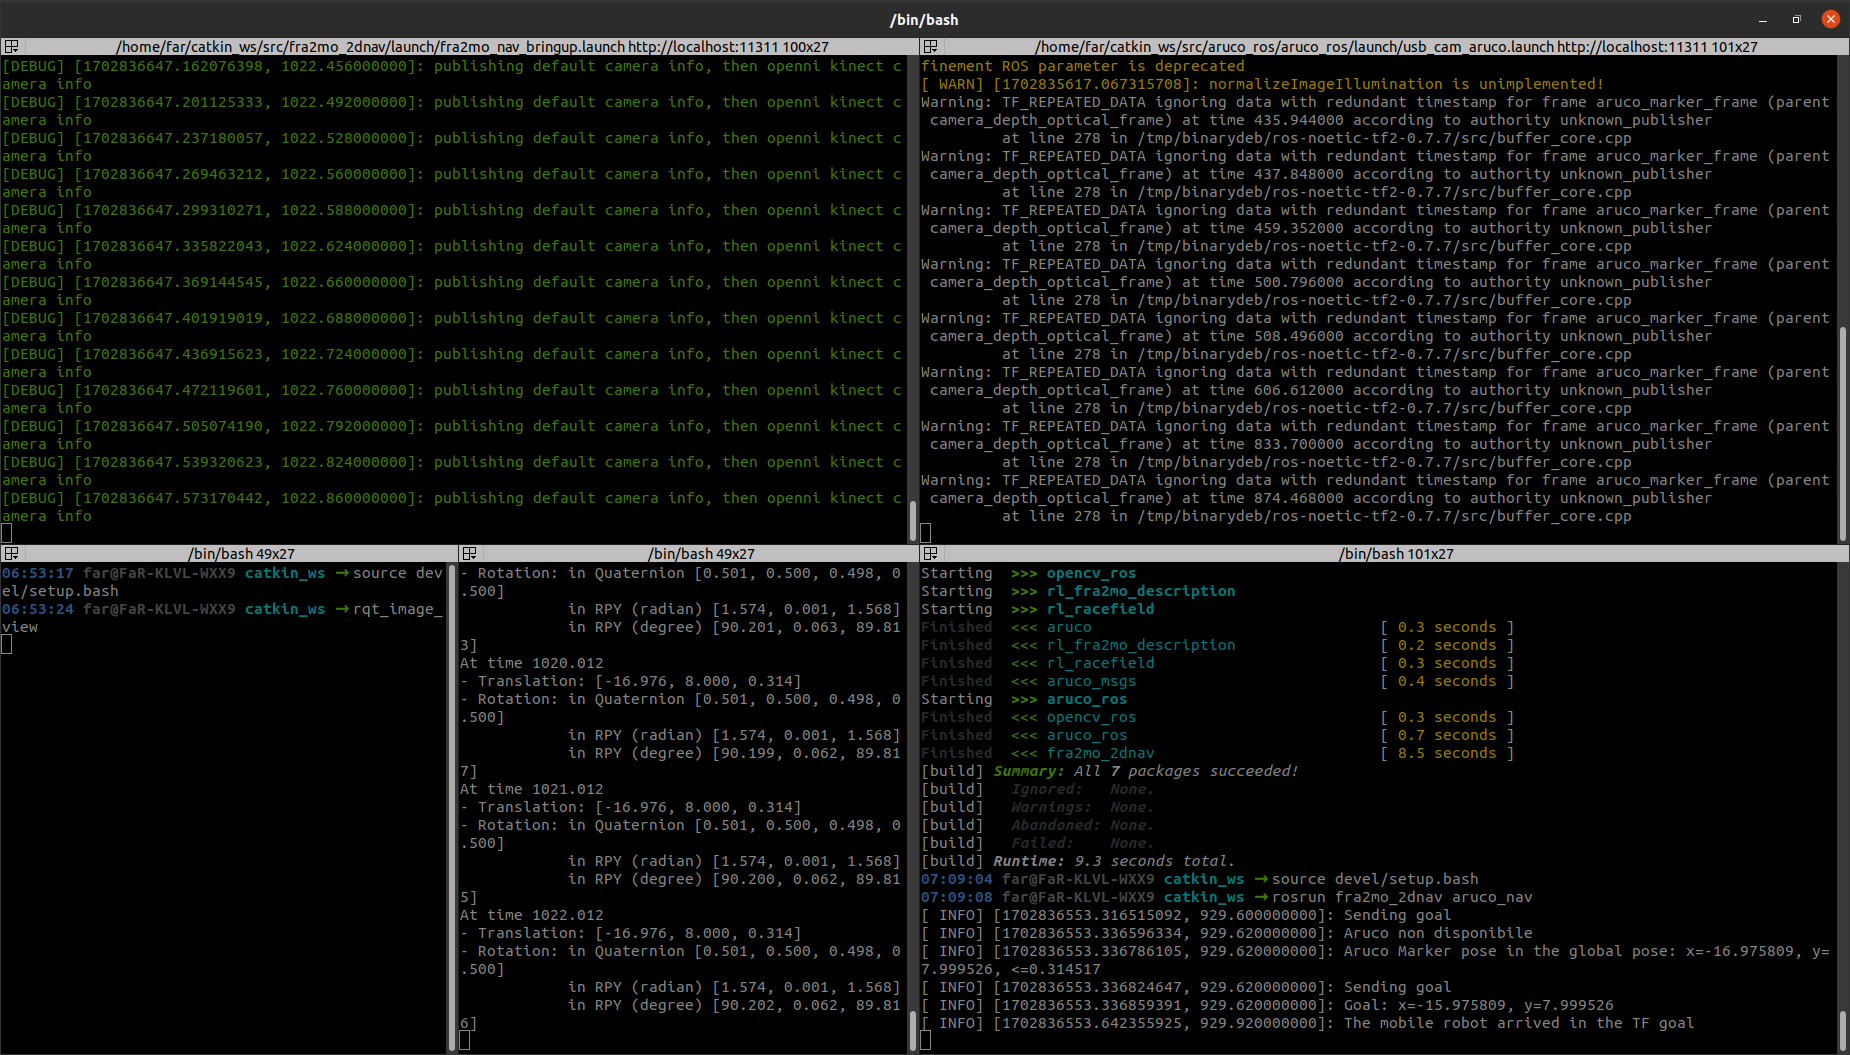 /bin/bash
/home/far/catkin_ws/src/fra2mo_2dnav/launch/fra2mo_nav_bringup.launch http://localhost:11311 100x27
[DEBUG] [1702836647.162076398, 1022.456000000]: publishing default camera info, then openni kinect c
amera info
[DEBUG] [1702836647.201125333, 1022.492000000]: publishing default camera info, then openni kinect c
amera info
[DEBUG] [1702836647.237180057, 1022.528000000]: publishing default camera info, then openni kinect c
amera info
[DEBUG] [1702836647.269463212, 1022.560000000]: publishing default camera info, then openni kinect c
amera info
[DEBUG] [1702836647.299310271, 1022.588000000]: publishing default camera info, then openni kinect c
amera info
[DEBUG] [1702836647.335822043, 1022.624000000]: publishing default camera info, then openni kinect c
amera info
[DEBUG] [1702836647.369144545, 1022.660000000]: publishing default camera info, then openni kinect c
amera info
[DEBUG] [1702836647.401919019, 1022.688000000]: publishing default camera info, then openni kinect c
amera info
[DEBUG] [1702836647.436915623, 1022.724000000]: publishing default camera info, then openni kinect c
amera info
[DEBUG] [1702836647.472119601, 1022.760000000]: publishing default camera info, then openni kinect c
amera info
[DEBUG] [1702836647.505074190, 1022.792000000]: publishing default camera info, then openni kinect c
amera info
[DEBUG] [1702836647.539320623, 1022.824000000]: publishing default camera info, then openni kinect c
amera info
[DEBUG] [1702836647.573170442, 1022.860000000]: publishing default camera info, then openni kinect c
amera info
/home/far/catkin_ws/src/aruco_ros/aruco_ros/launch/usb_cam_aruco.launch http://localhost:11311 101x27
finement ROS parameter is deprecated
[ WARN] [1702835617.067315708]: normalizeImageIllumination is unimplemented!
Warning: TF_REPEATED_DATA ignoring data with redundant timestamp for frame aruco_marker_frame (parent
camera_depth_optical_frame) at time 435.944000 according to authority unknown_publisher
at line 278 in /tmp/binarydeb/ros-noetic-tf2-0.7.7/src/buffer_core.cpp
Warning: TF_REPEATED_DATA ignoring data with redundant timestamp for frame aruco_marker_frame (parent
camera_depth_optical_frame) at time 437.848000 according to authority unknown_publisher
at line 278 in /tmp/binarydeb/ros-noetic-tf2-0.7.7/src/buffer_core.cpp
Warning: TF_REPEATED_DATA ignoring data with redundant timestamp for frame aruco_marker_frame (parent
camera_depth_optical_frame) at time 459.352000 according to authority unknown_publisher
at line 278 in /tmp/binarydeb/ros-noetic-tf2-0.7.7/src/buffer_core.cpp
Warning: TF_REPEATED_DATA ignoring data with redundant timestamp for frame aruco_marker_frame (parent
camera_depth_optical_frame) at time 500.796000 according to authority unknown_publisher
at line 278 in /tmp/binarydeb/ros-noetic-tf2-0.7.7/src/buffer_core.cpp
Warning: TF_REPEATED_DATA ignoring data with redundant timestamp for frame aruco_marker_frame (parent
camera_depth_optical_frame) at time 508.496000 according to authority unknown_publisher
at line 278 in /tmp/binarydeb/ros-noetic-tf2-0.7.7/src/buffer_core.cpp
Warning: TF_REPEATED_DATA ignoring data with redundant timestamp for frame aruco_marker_frame (parent
camera_depth_optical_frame) at time 606.612000 according to authority unknown_publisher
at line 278 in /tmp/binarydeb/ros-noetic-tf2-0.7.7/src/buffer_core.cpp
Warning: TF_REPEATED_DATA ignoring data with redundant timestamp for frame aruco_marker_frame (parent
camera_depth_optical_frame) at time 833.700000 according to authority unknown_publisher
at line 278 in /tmp/binarydeb/ros-noetic-tf2-0.7.7/src/buffer_core.cpp
Warning: TF_REPEATED_DATA ignoring data with redundant timestamp for frame aruco_marker_frame (parent
camera_depth_optical_frame) at time 874.468000 according to authority unknown_publisher
at line 278 in /tmp/binarydeb/ros-noetic-tf2-0.7.7/src/buffer_core.cpp
/bin/bash 49x27
06:53:17 far@FaR-KLVL-WXX9 catkin_ws →source dev
el/setup.bash
06:53:24 far@FaR-KLVL-WXX9 catkin_ws →rqt_image_
view
/bin/bash 49x27
- Rotation: in Quaternion [0.501, 0.500, 0.498, 0
.500]
in RPY (radian) [1.574, 0.001, 1.568]
in RPY (degree) [90.201, 0.063, 89.81
3]
At time 1020.012
- Translation: [-16.976, 8.000, 0.314]
- Rotation: in Quaternion [0.501, 0.500, 0.498, 0
.500]
in RPY (radian) [1.574, 0.001, 1.568]
in RPY (degree) [90.199, 0.062, 89.81
7]
At time 1021.012
- Translation: [-16.976, 8.000, 0.314]
- Rotation: in Quaternion [0.501, 0.500, 0.498, 0
.500]
in RPY (radian) [1.574, 0.001, 1.568]
in RPY (degree) [90.200, 0.062, 89.81
5]
At time 1022.012
- Translation: [-16.976, 8.000, 0.314]
- Rotation: in Quaternion [0.501, 0.500, 0.498, 0
.500]
in RPY (radian) [1.574, 0.001, 1.568]
in RPY (degree) [90.202, 0.062, 89.81
6]
/bin/bash 101x27
Starting >>> opencv_ros
Starting >>> rl_fra2mo_description
Starting >>> rl_racefield
Finished <<< aruco [ 0.3 seconds ]
Finished <<< rl_fra2mo_description [ 0.2 seconds ]
Finished <<< rl_racefield [ 0.3 seconds ]
Finished <<< aruco_msgs [ 0.4 seconds ]
Starting >>> aruco_ros
Finished <<< opencv_ros [ 0.3 seconds ]
Finished <<< aruco_ros [ 0.7 seconds ]
Finished <<< fra2mo_2dnav [ 8.5 seconds ]
[build] Summary: All 7 packages succeeded!
[build] Ignored: None.
[build] Warnings: None.
[build] Abandoned: None.
[build] Failed: None.
[build] Runtime: 9.3 seconds total.
07:09:04 far@FaR-KLVL-WXX9 catkin_ws →source devel/setup.bash
07:09:08 far@FaR-KLVL-WXX9 catkin_ws →rosrun fra2mo_2dnav aruco_nav
[ INFO] [1702836553.316515092, 929.600000000]: Sending goal
[ INFO] [1702836553.336596334, 929.620000000]: Aruco non disponibile
[ INFO] [1702836553.336786105, 929.620000000]: Aruco Marker pose in the global pose: x=-16.975809, y=
7.999526, <=0.314517
[ INFO] [1702836553.336824647, 929.620000000]: Sending goal
[ INFO] [1702836553.336859391, 929.620000000]: Goal: x=-15.975809, y=7.999526
[ INFO] [1702836553.642355925, 929.920000000]: The mobile robot arrived in the TF goal